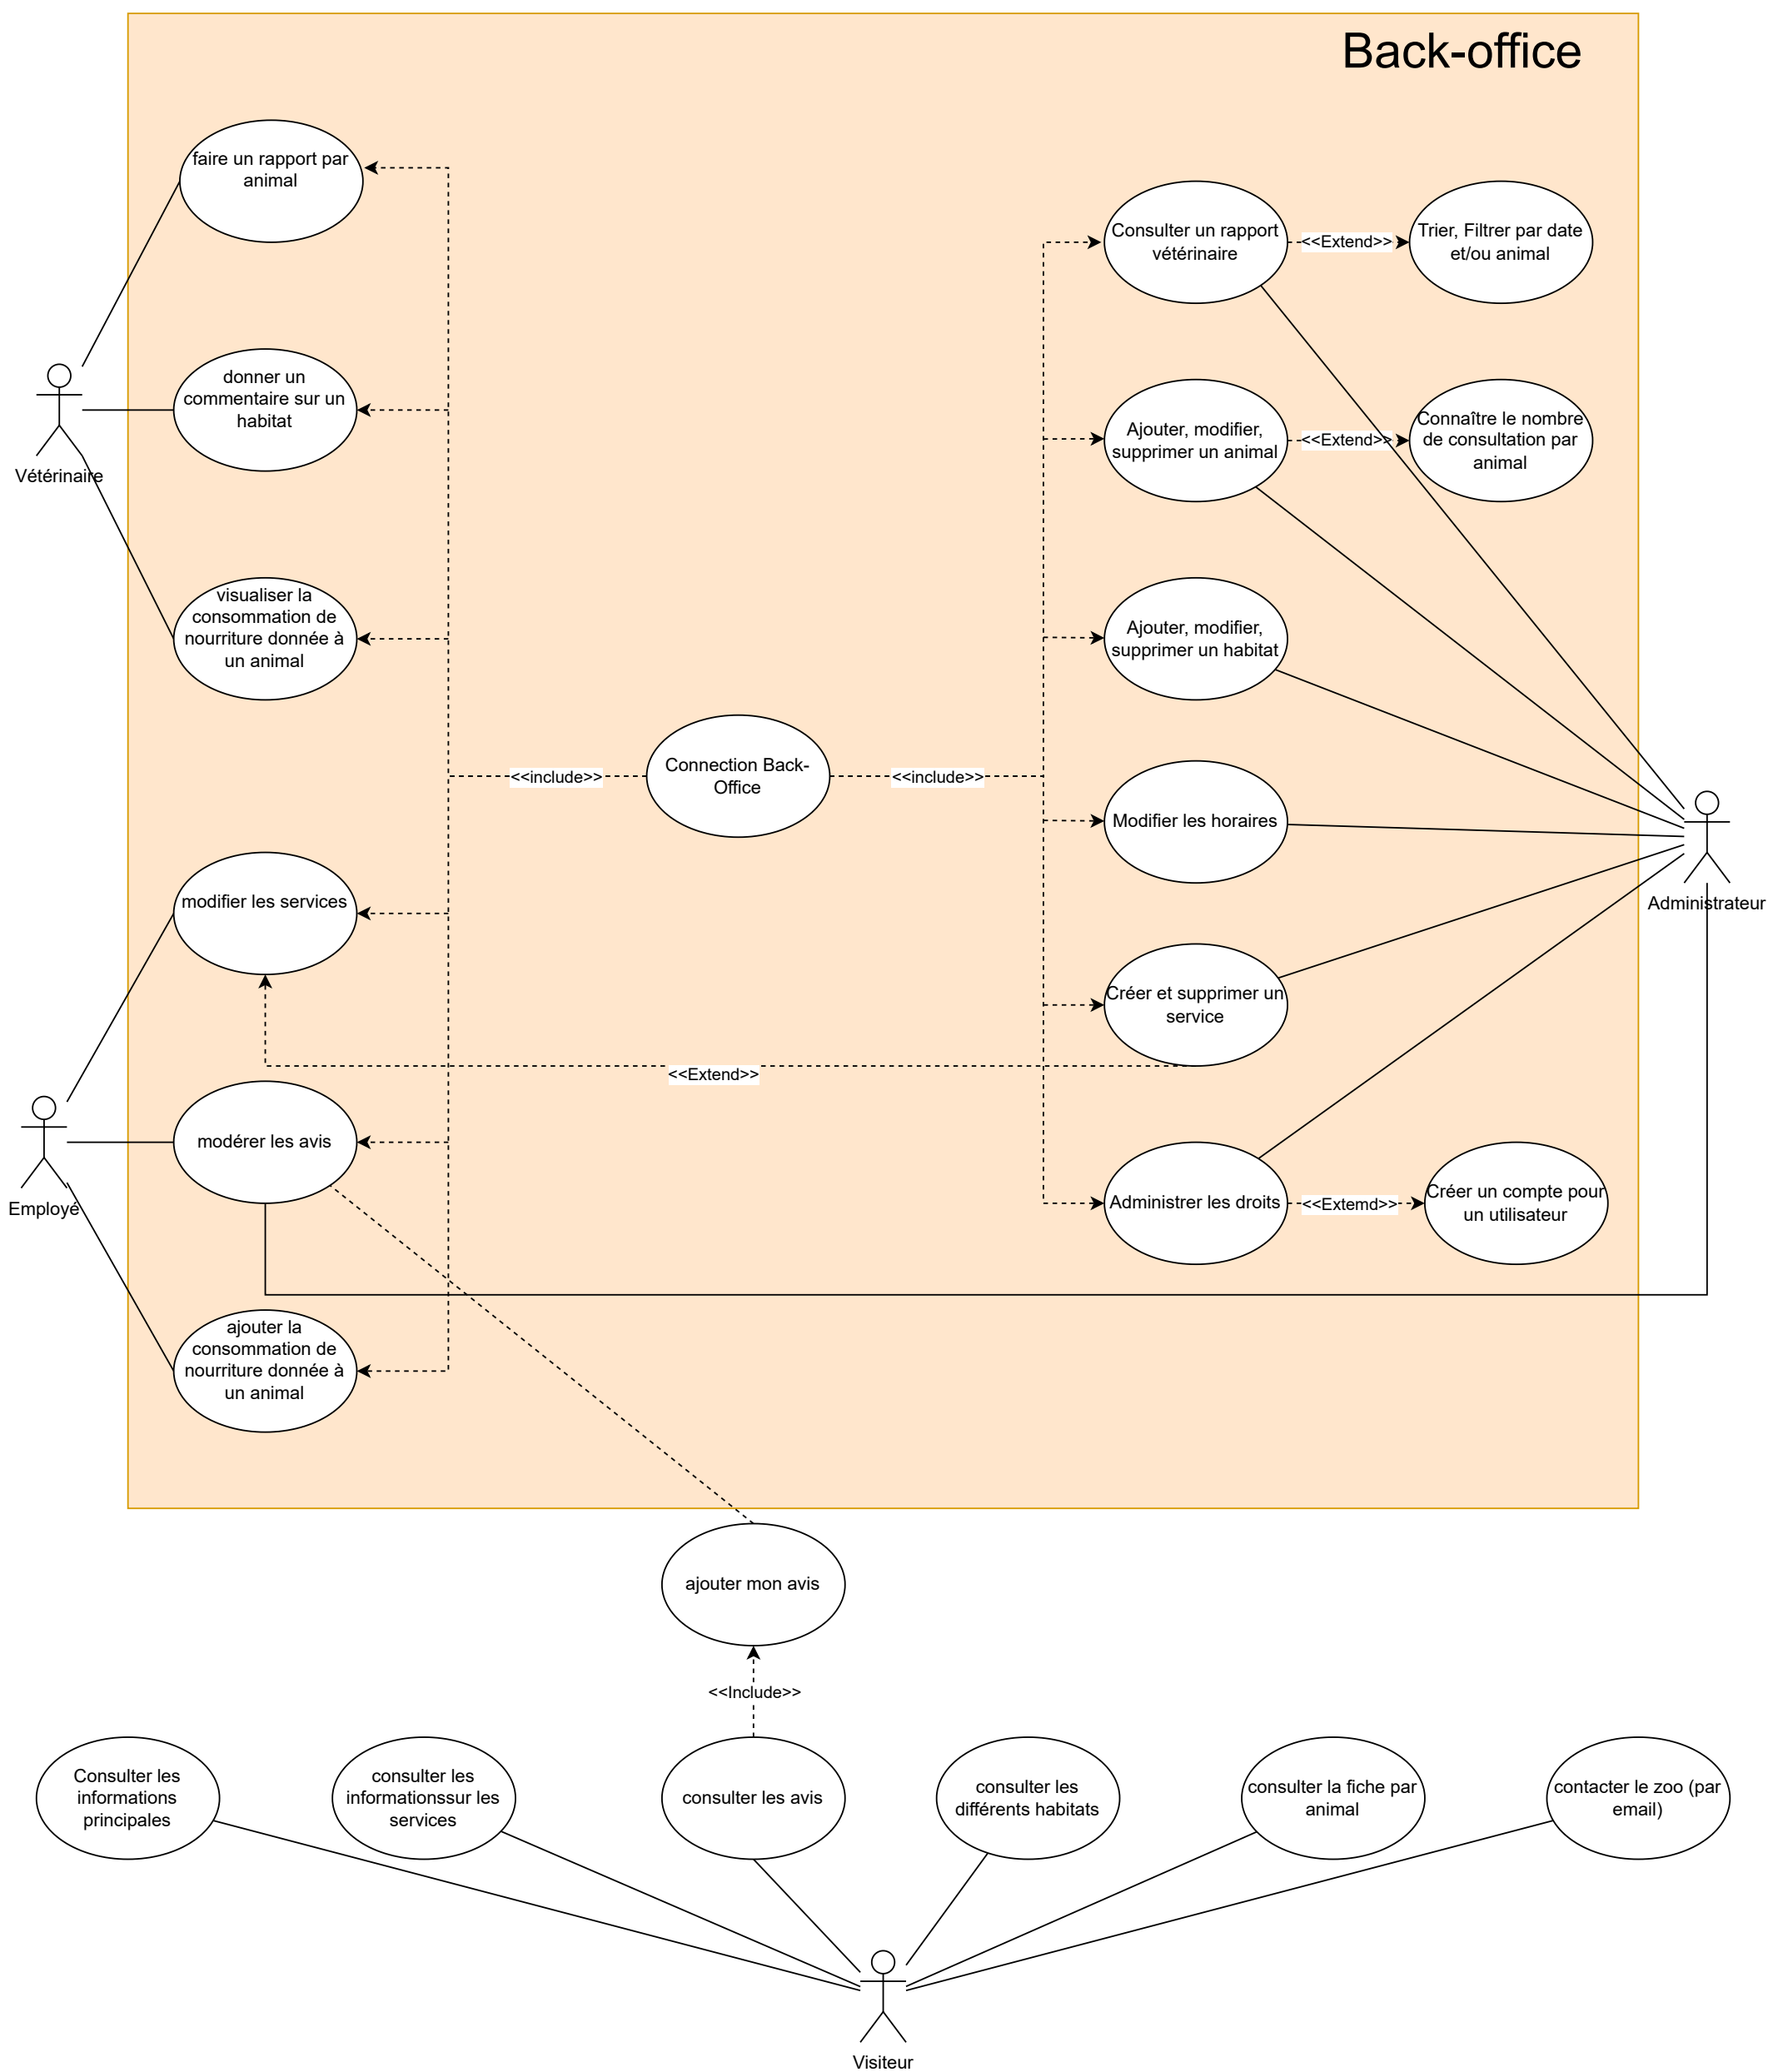 Back-office
faire un rapport par
animal
Consulter un rapport
vétérinaire
<<Extend>>
Trier, Filtrer par date
et/ou animal
donner un
commentaire sur un
habitat
Vétérinaire
Ajouter, modifier,
supprimer un animal
<<Extend>>
Connaître le nombre
de consultation par
animal
visualiser la
consommation de
nourriture donnée à
un animal
Ajouter, modifier,
supprimer un habitat
<<include>>
Connection Back-
Office
<<include>>
Modifier les horaires
Administrateur
modifier les services
Créer et supprimer un
service
<<Extend>>
modérer les avis
Employé
Administrer les droits
<<Extemd>>
Créer un compte pour
un utilisateur
ajouter la
consommation de
nourriture donnée à
un animal
ajouter mon avis
<<Include>>
Consulter les
informations
principales
consulter les
informationssur les
services
consulter les avis
consulter les
différents habitats
consulter la fiche par
animal
contacter le zoo (par
email)
Visiteur